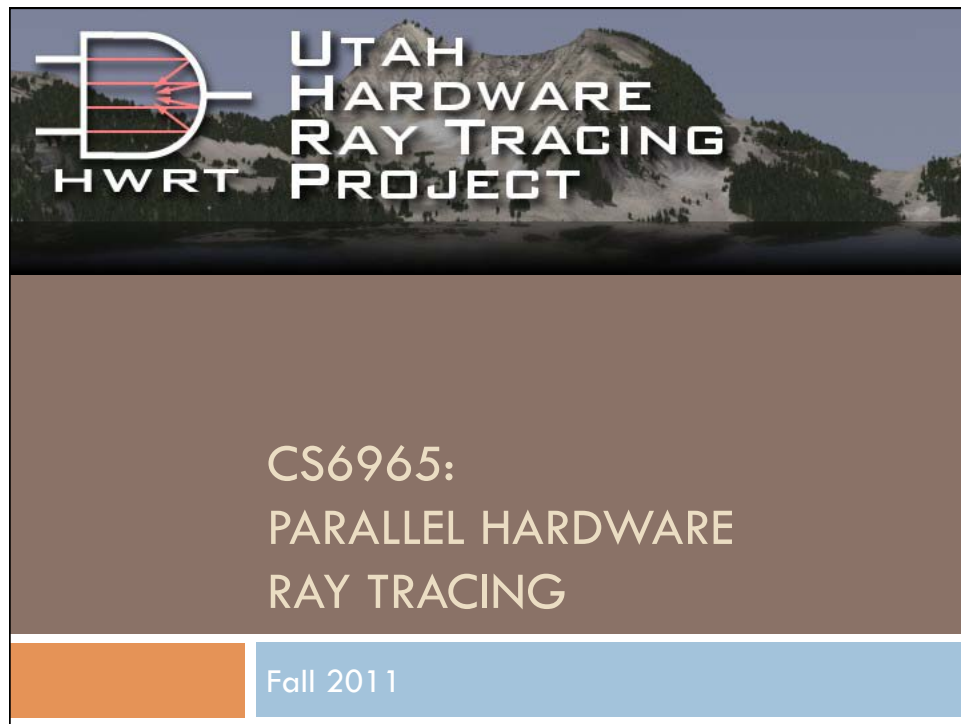 UTAH
HARDWARE
RAY TRACING
PROJECT
HWRT
CS6965:
PARALLEL HARDWARE
RAY TRACING
Fall 2011